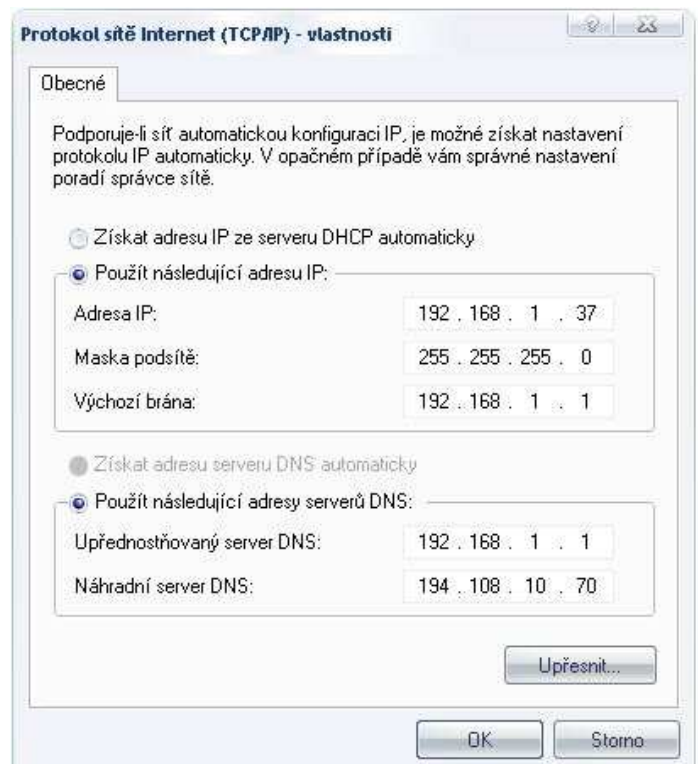 Protokol sítě Internet (TCP/IP) - vlastnosti
Obecné
Podporuje-li síť automatickou konfiguraci IP, je možné získat nastavení
protokolu IP automaticky. V opačném případě vám správné nastavení
poradí správce sítě.
Získat adresu IP ze serveru DHCP automaticky
Použít následující adresu IP:
Adresa IP: 192 . 168 . 1 . 37
Maska podsítě: 255 . 255 . 255 . 0
Výchozí brána: 192 . 168 . 1 . 1
Získat adresu serveru DNS automaticky
Použít následující adresy serverů DNS:
Upřednostňovaný server DNS: 192 . 168 . 1 . 1
Náhradní server DNS: 194 . 108 . 10 . 70
Upřesnit...
OK Storno